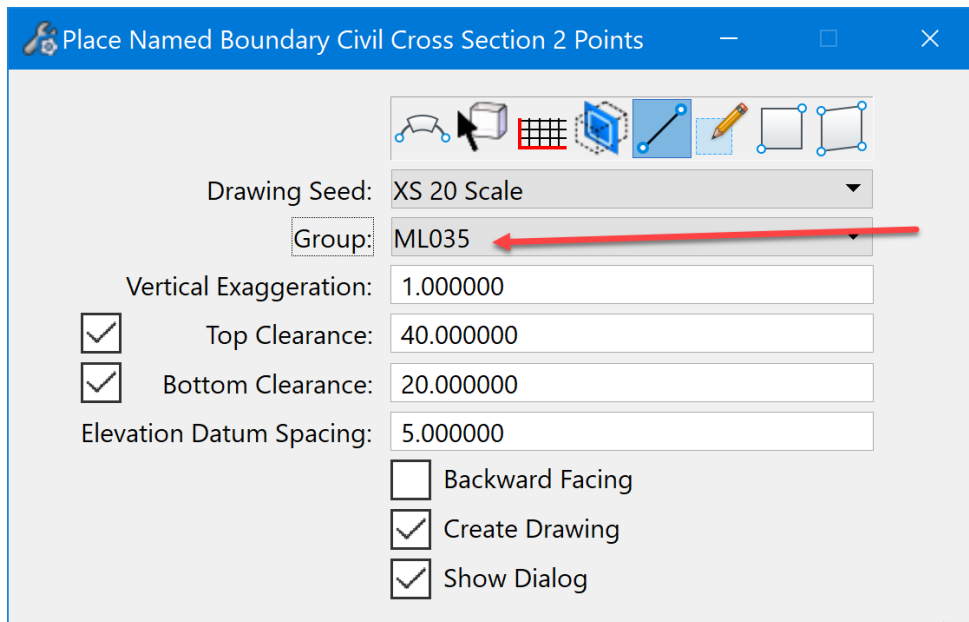 Place Named Boundary Civil Cross Section 2 Points
Drawing Seed: XS 20 Scale
Group: ML035
Vertical Exaggeration: 1.000000
Top Clearance: 40.000000
Bottom Clearance: 20.000000
Elevation Datum Spacing: 5.000000
Backward Facing
Create Drawing
Show Dialog